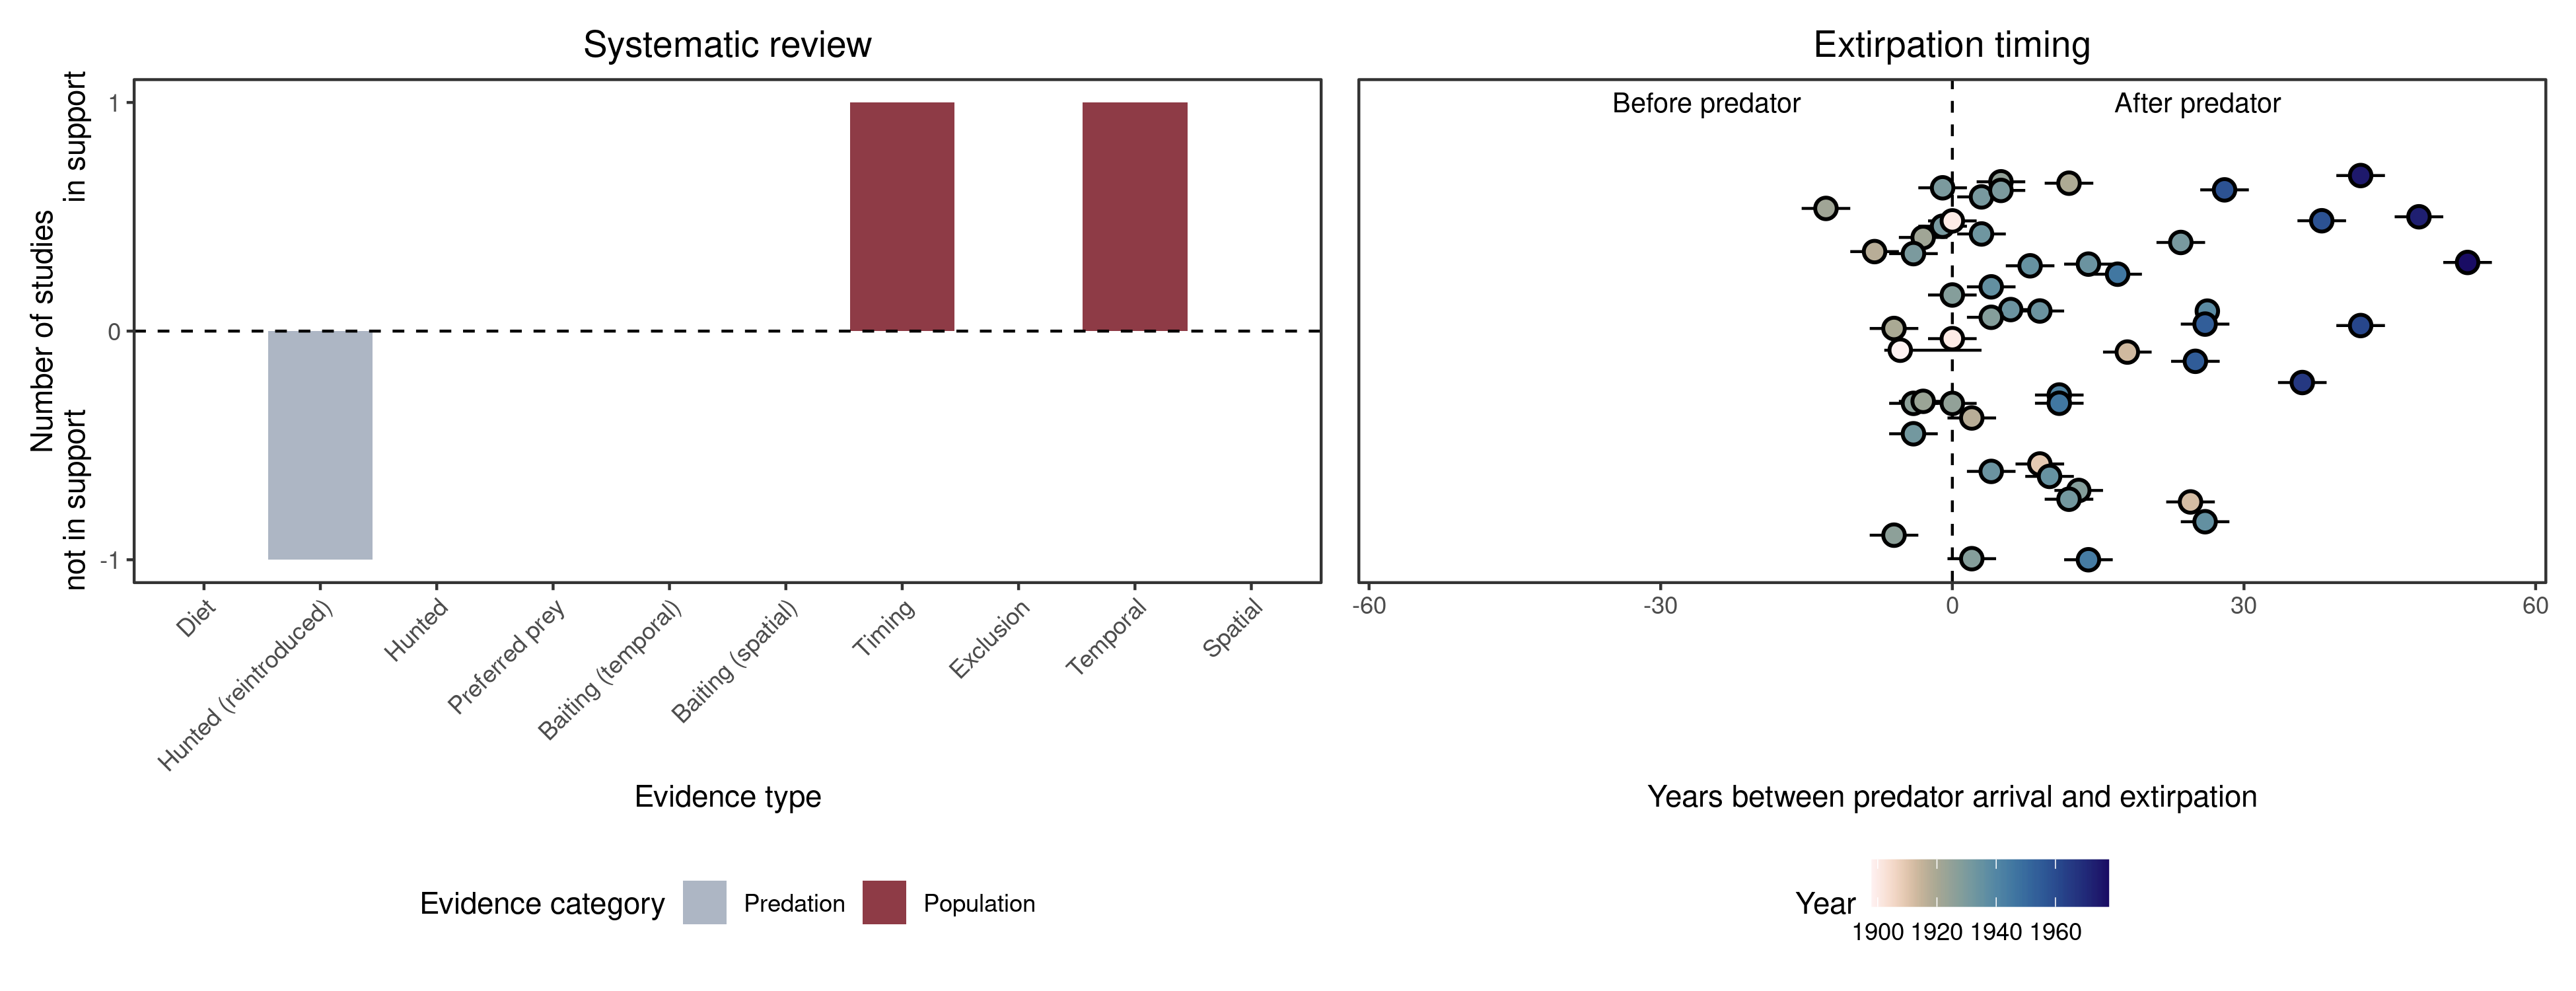 Systematic review
Number of studies
not in support
in support
1
0
-1
Diet
Hunted (reintroduced)
Hunted
Preferred prey
Baiting (temporal)
Baiting (spatial)
Timing
Exclusion
Temporal
Spatial
Evidence type
Evidence category
Predation
Population
Extirpation timing
Before predator
After predator
-60
-30
0
30
60
Years between predator arrival and extirpation
Year
1900 1920 1940 1960